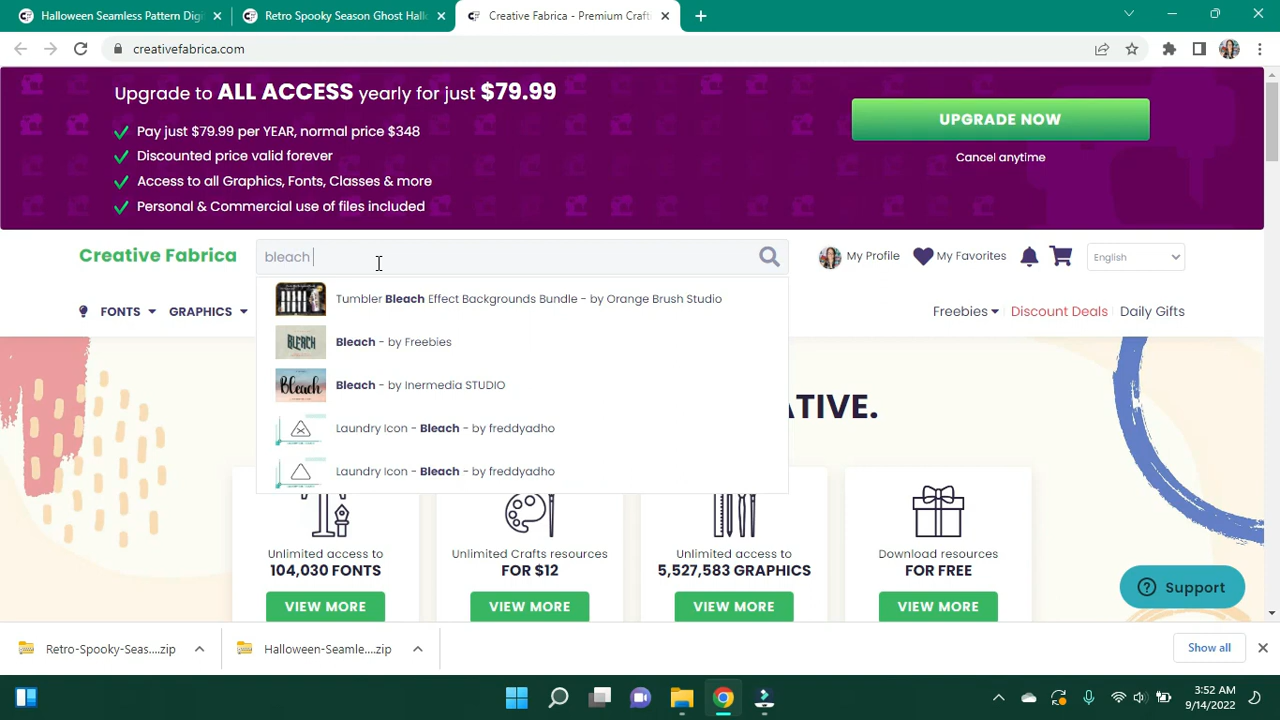 Halloween Seamless Pattern Digi
Retro Spooky Season Ghost Hall
Creative Fabrica - Premium Craft
creativefabrica.com
Upgrade to ALL ACCESS yearly for just $79.99
Pay just $79.99 per YEAR, normal price $348
Discounted price valid forever
Access to all Graphics, Fonts, Classes & more
Personal & Commercial use of files included
UPGRADE NOW
Cancel anytime
Creative Fabrica
bleach
My Profile
My Favorites
English
FONTS
GRAPHICS
Freebies
Discount Deals
Daily Gifts
Tumbler Bleach Effect Backgrounds Bundle - by Orange Brush Studio
BLEACH
Bleach - by Freebies
Bleach
Bleach - by Inermedia STUDIO
Laundry Icon - Bleach - by freddyadho
Laundry Icon - Bleach - by freddyadho
ATIVE.
Unlimited access to
104,030 FONTS
VIEW MORE
Unlimited Crafts resources
FOR $12
VIEW MORE
Unlimited access to
5,527,583 GRAPHICS
VIEW MORE
Download resources
FOR FREE
VIEW MORE
Support
Retro-Spooky-Seas....zip
Halloween-Seamle....zip
Show all
3:52 AM
9/14/2022